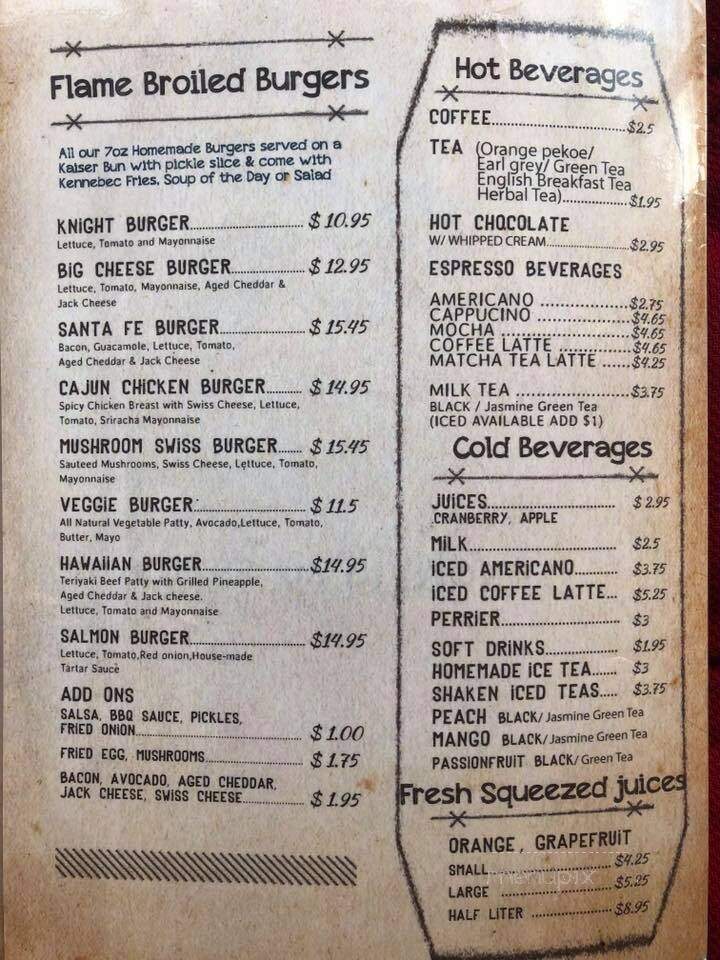 Flame Broiled Burgers
All our 7oz Homemade Burgers served on a
Kaiser Bun with pickle slice & come with
Kennebec Fries, Soup of the Day or Salad
KNIGHT BURGER.................... $10.95
Lettuce, Tomato and Mayonnaise
BIG CHEESE BURGER............. $12.95
Lettuce, Tomato, Mayonnaise, Aged Cheddar &
Jack Cheese
SANTA FE BURGER............... $15.45
Bacon, Guacamole, Lettuce, Tomato,
Aged Cheddar & Jack Cheese
CAJUN CHICKEN BURGER........ $14.95
Spicy Chicken Breast with Swiss Cheese, Lettuce,
Tomato, Sriracha Mayonnaise
MUSHROOM SWISS BURGER....... $15.45
Sauteed Mushrooms, Swiss Cheese, Lettuce, Tomato,
Mayonnaise
VEGGIE BURGER.................... $11.5
All Natural Vegetable Patty, Avocado,Lettuce, Tomato,
Butter, Mayo
HAWAIIAN BURGER....................$14.95
Teriyaki Beef Patty with Grilled Pineapple,
Aged Cheddar & Jack cheese.
Lettuce, Tomato and Mayonnaise
SALMON BURGER.................... $14.95
Lettuce, Tomato,Red onion,House-made
Tartar Sauce
ADD ONS
SALSA, BBQ SAUCE, PICKLES,
FRIED ONION.................................... $1.00
FRIED EGG, MUSHROOMS..................... $1.75
BACON, AVOCADO, AGED CHEDDAR,
JACK CHEESE, SWISS CHEESE............. $1.95
Hot Beverages
COFFEE..............................$2.5
TEA (Orange pekoe/
Earl grey/ Green Tea
English Breakfast Tea
Herbal Tea)...............$1.95
HOT CHOCOLATE
W/ WHIPPED CREAM...................$2.95
ESPRESSO BEVERAGES
AMERICANO ....................$2.75
CAPPUCINO ....................$4.65
MOCHA ..........................$4.65
COFFEE LATTE ................$4.65
MATCHA TEA LATTE ......$4.25
MILK TEA .........................$3.75
BLACK / Jasmine Green Tea
(ICED AVAILABLE ADD $1)
Cold Beverages
JUICES............................. $2.95
CRANBERRY, APPLE
MILK................................. $2.5
ICED AMERICANO.......... $3.75
ICED COFFEE LATTE... $5.25
PERRIER........................... $3
SOFT DRINKS................. $1.95
HOMEMADE ICE TEA...... $3
SHAKEN ICED TEAS..... $3.75
PEACH BLACK/ Jasmine Green Tea
MANGO BLACK/ Jasmine Green Tea
PASSIONFRUIT BLACK/ Green Tea
Fresh Squeezed juices
ORANGE, GRAPEFRUIT
SMALL............................. $4.25
LARGE ........................... $5.25
HALF LITER ................... $8.95